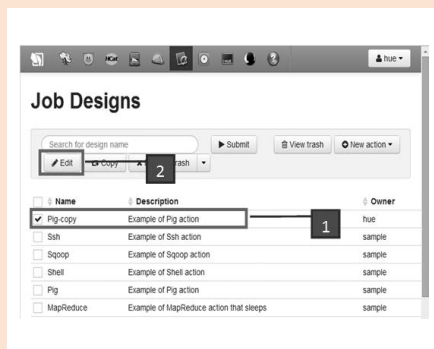 hue
Job Designs
Search for design name
Submit
View trash
New action
Edit
Copy
trash
2
Name
Description
Owner
Pig-copy
Example of Pig action
hue
1
Ssh
Example of Ssh action
sample
Sqoop
Example of Sqoop action
sample
Shell
Example of Shell action
sample
Pig
Example of Pig action
sample
MapReduce
Example of MapReduce action that sleeps
sample